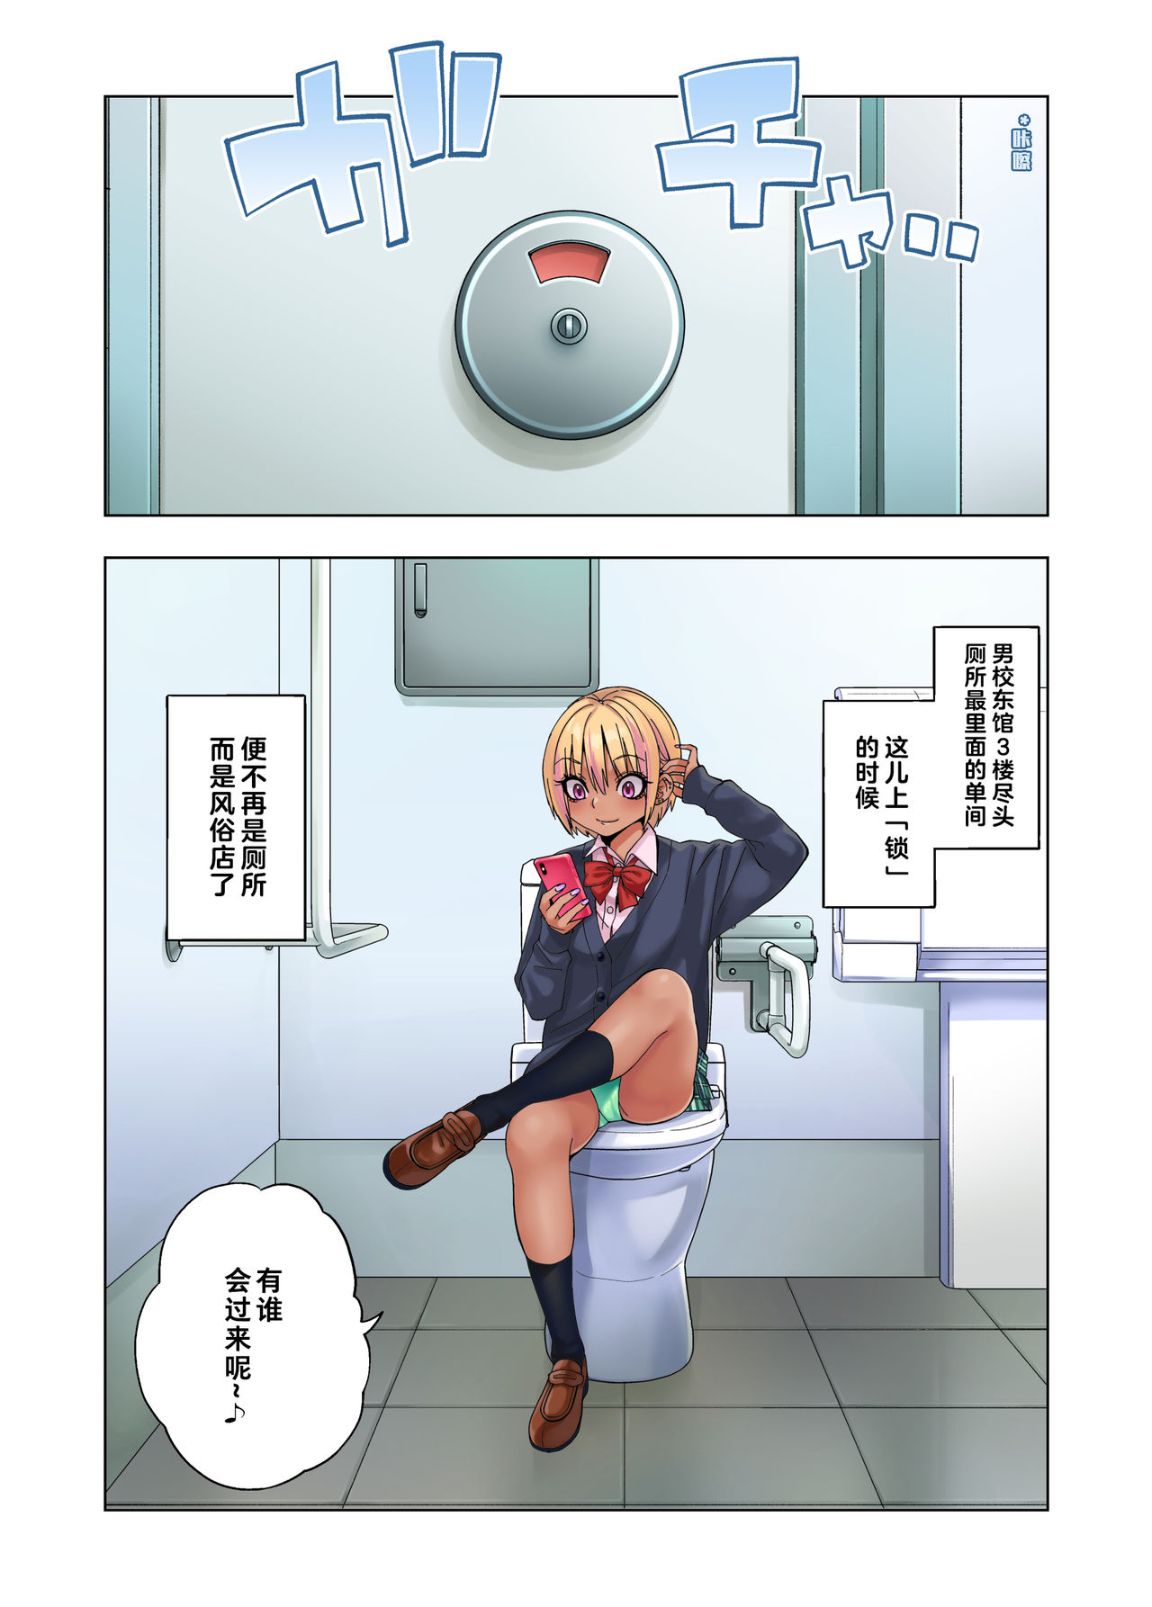 ガチャ‥
*咔嚓
男校东馆3楼尽头
厕所最里面的单间
这儿上「锁」
的时候
便不再是厕所
而是风俗店了
有谁
会过来呢~♪